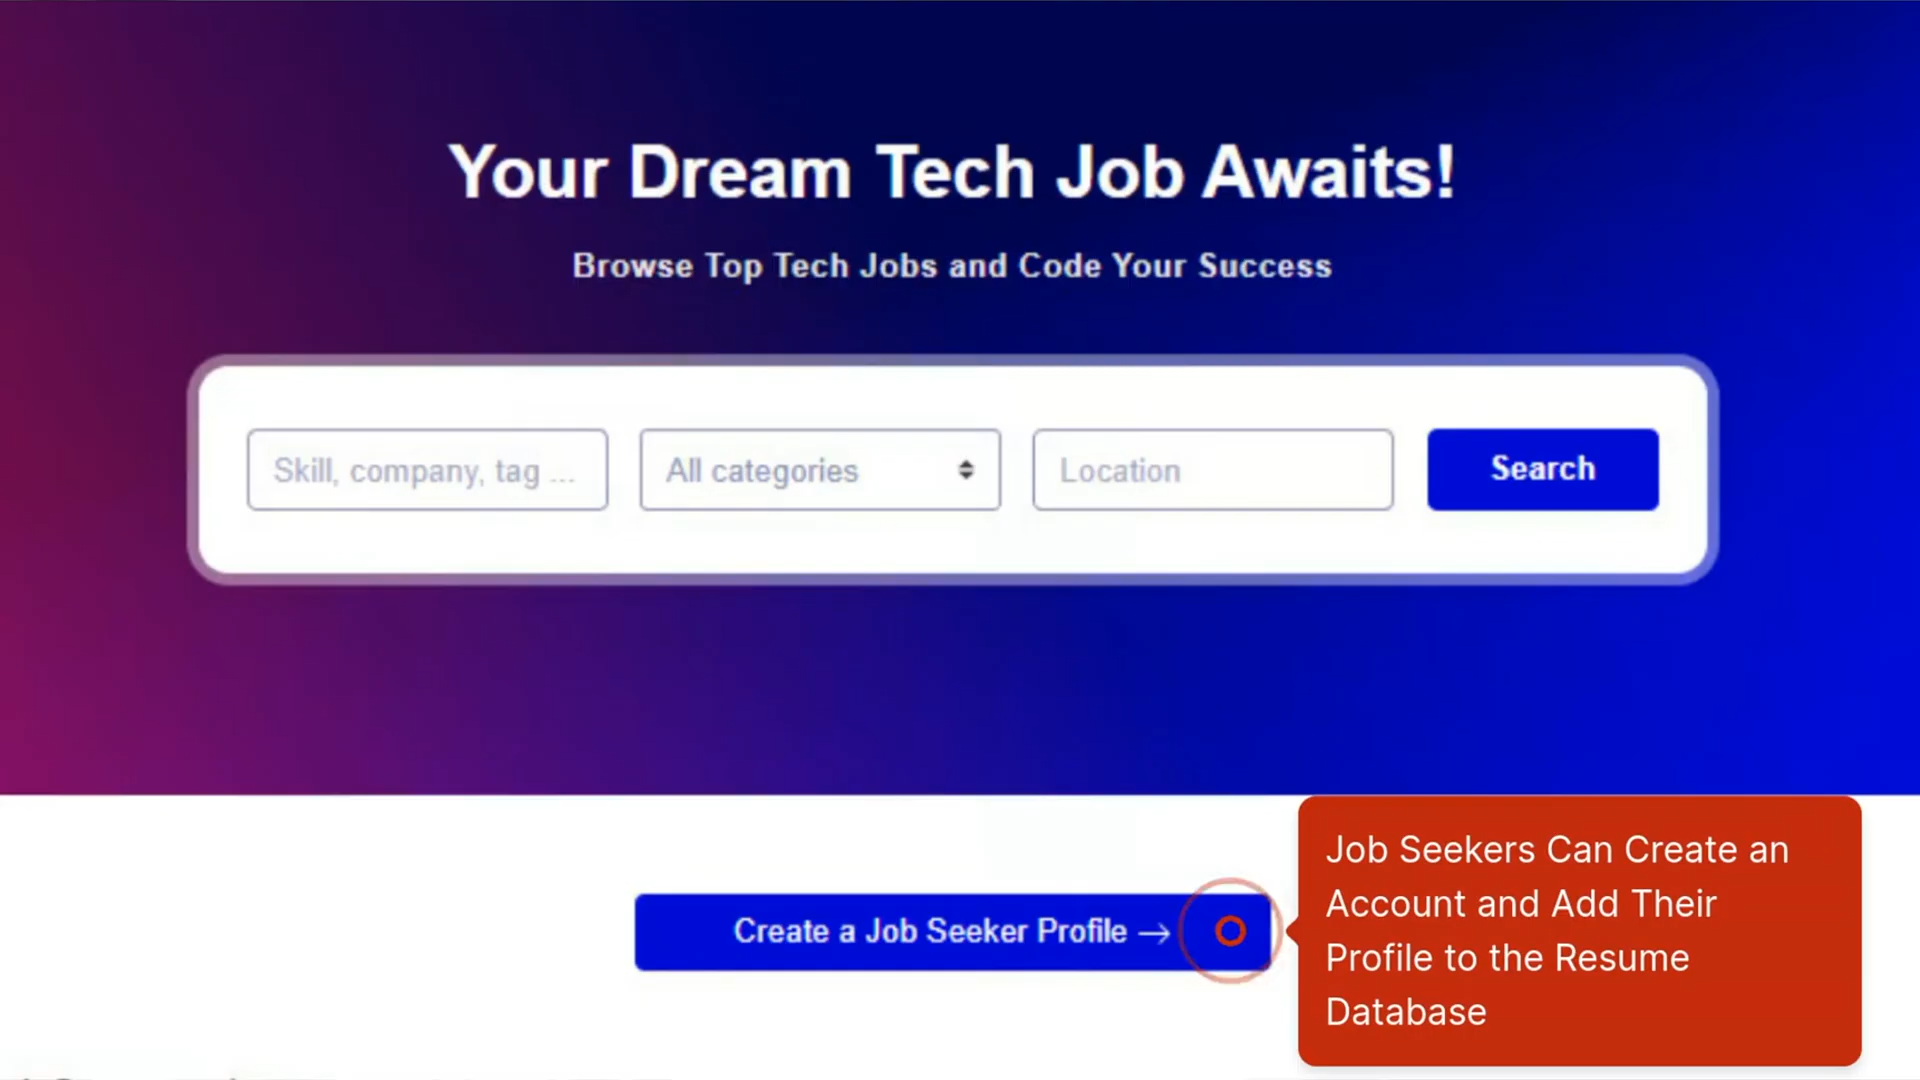 Your Dream Tech Job Awaits!
Browse Top Tech Jobs and Code Your Success
Skill, company, tag ...
All categories
Location
Search
Create a Job Seeker Profile →
Job Seekers Can Create an
Account and Add Their
Profile to the Resume
Database